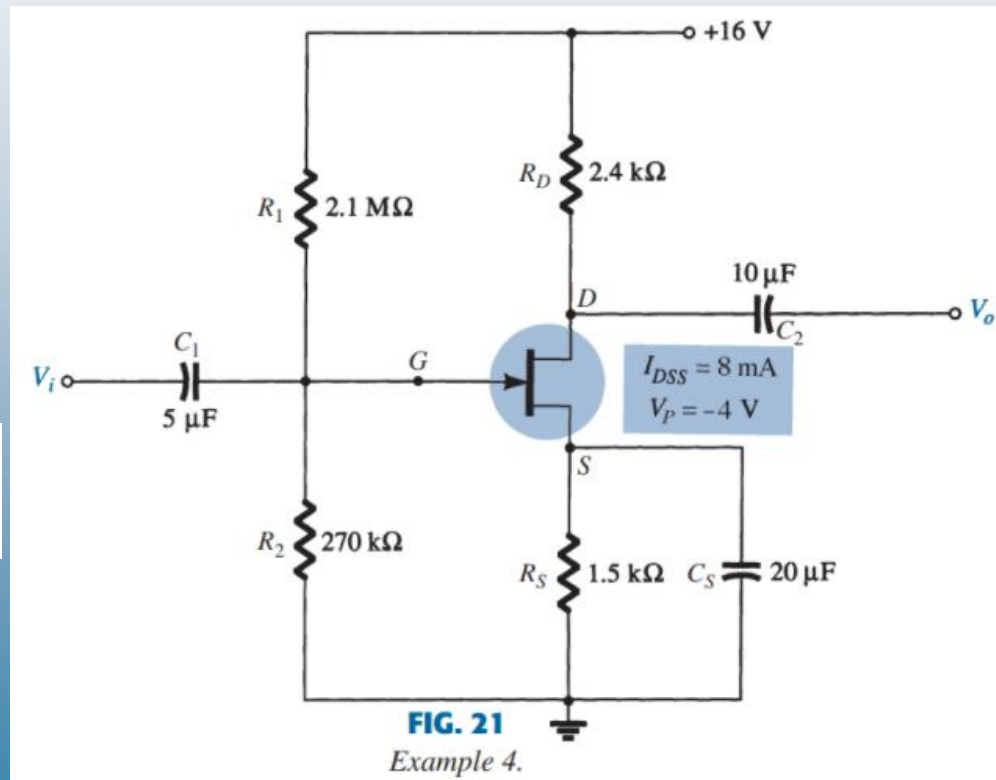 +16 V
R_D 2.4 kΩ
R_1 2.1 MΩ
10 μF
D
V_o
C_2
C_1
G
I_DSS = 8 mA
V_i
V_P = −4 V
5 μF
S
R_2 270 kΩ
R_S 1.5 kΩ C_S 20 μF
FIG. 21
Example 4.